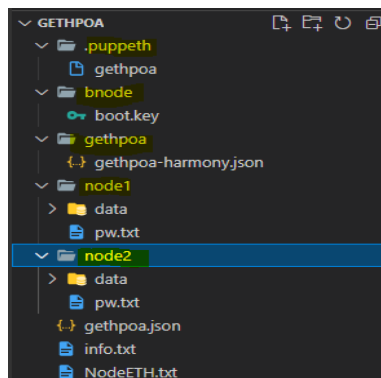 GETHPOA
.puppeth
gethpoa
bnode
boot.key
gethpoa
gethpoa-harmony.json
node1
data
pw.txt
node2
data
pw.txt
gethpoa.json
info.txt
NodeETH.txt